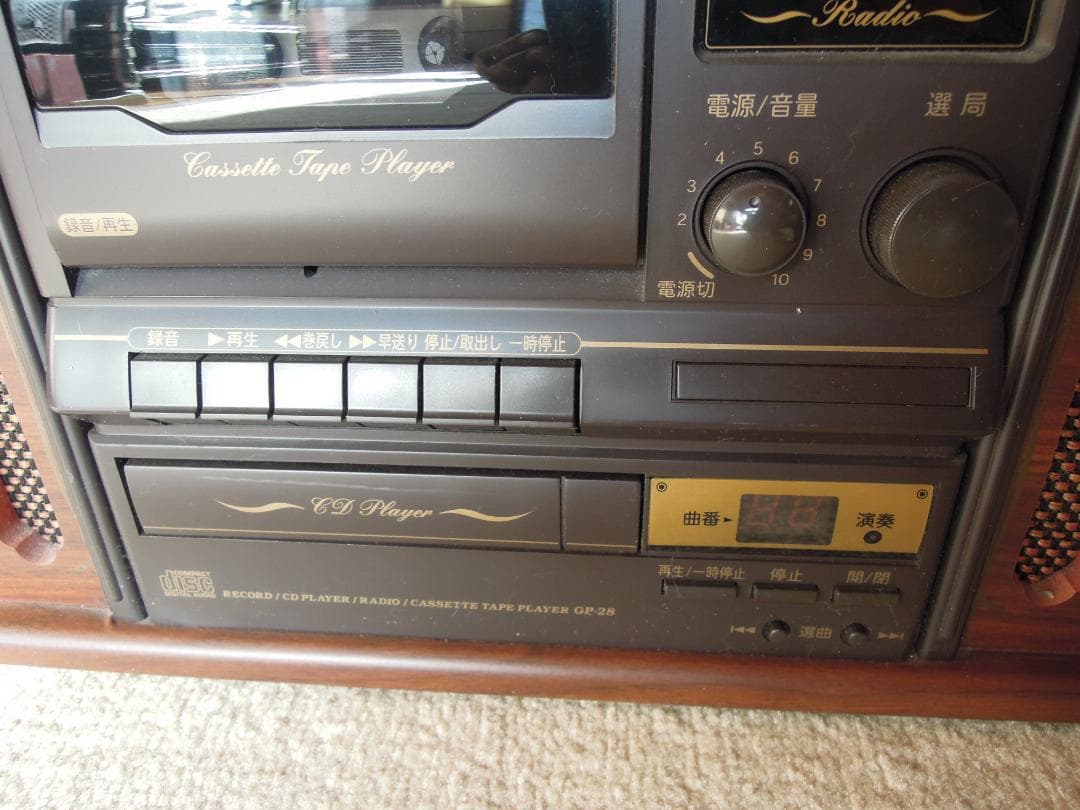 Radio
電源/音量
選局
2 3 4 5 6 7 8 9 10
電源切
Cassette Tape Player
録音/再生
録音 ▶再生 ◀◀巻戻し ▶▶早送り 停止/取出し 一時停止
CD Player
曲番▶ 88 演奏
COMPACT
disc
DIGITAL AUDIO
RECORD / CD PLAYER / RADIO / CASSETTE TAPE PLAYER GP-28
再生/一時停止 停止 開/閉
|◀◀ 選曲 ▶▶|